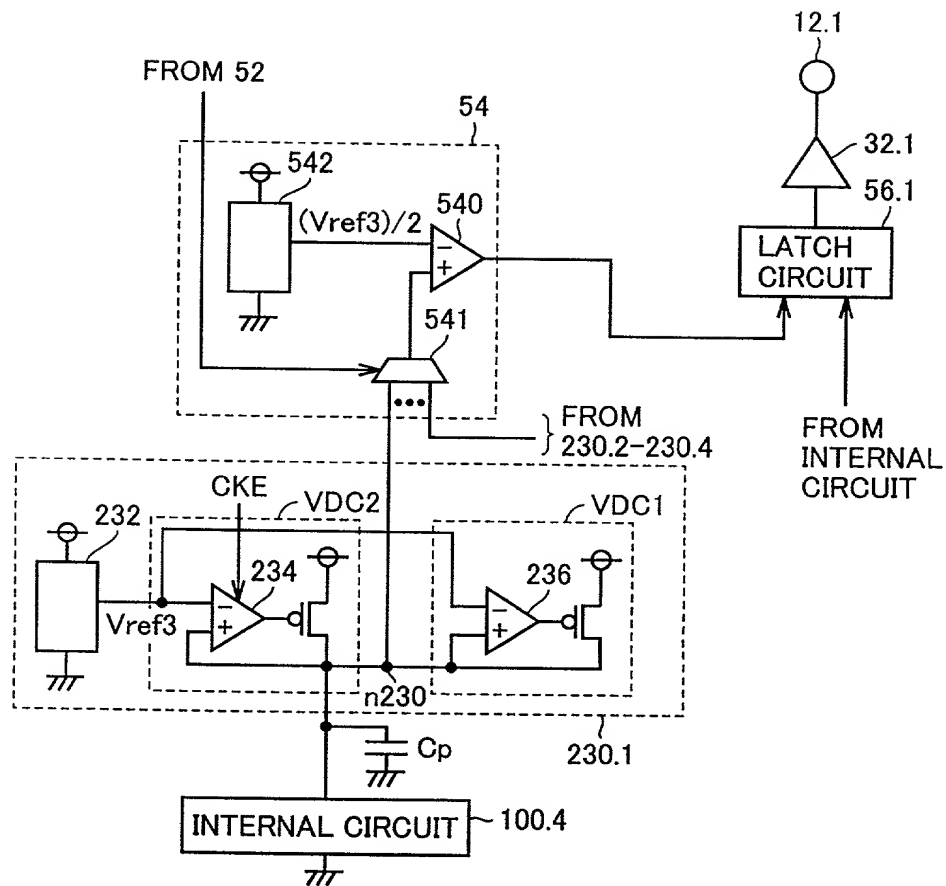 12.1
FROM 52
54
32.1
542
540
56.1
(Vref3)/2
−
+
LATCH
CIRCUIT
541
FROM
230.2−230.4
FROM
INTERNAL
CIRCUIT
CKE
VDC2
VDC1
232
234
236
−
+
−
+
Vref3
n230
Cp
230.1
INTERNAL CIRCUIT
100.4